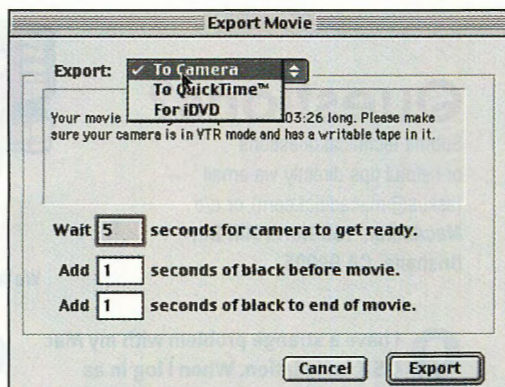 Export Movie
Export: ✓ To Camera
To QuickTime™
For iDVD
Your movie 03:26 long. Please make
sure your camera is in VTR mode and has a writable tape in it.
Wait 5 seconds for camera to get ready.
Add 1 seconds of black before movie.
Add 1 seconds of black to end of movie.
Cancel Export